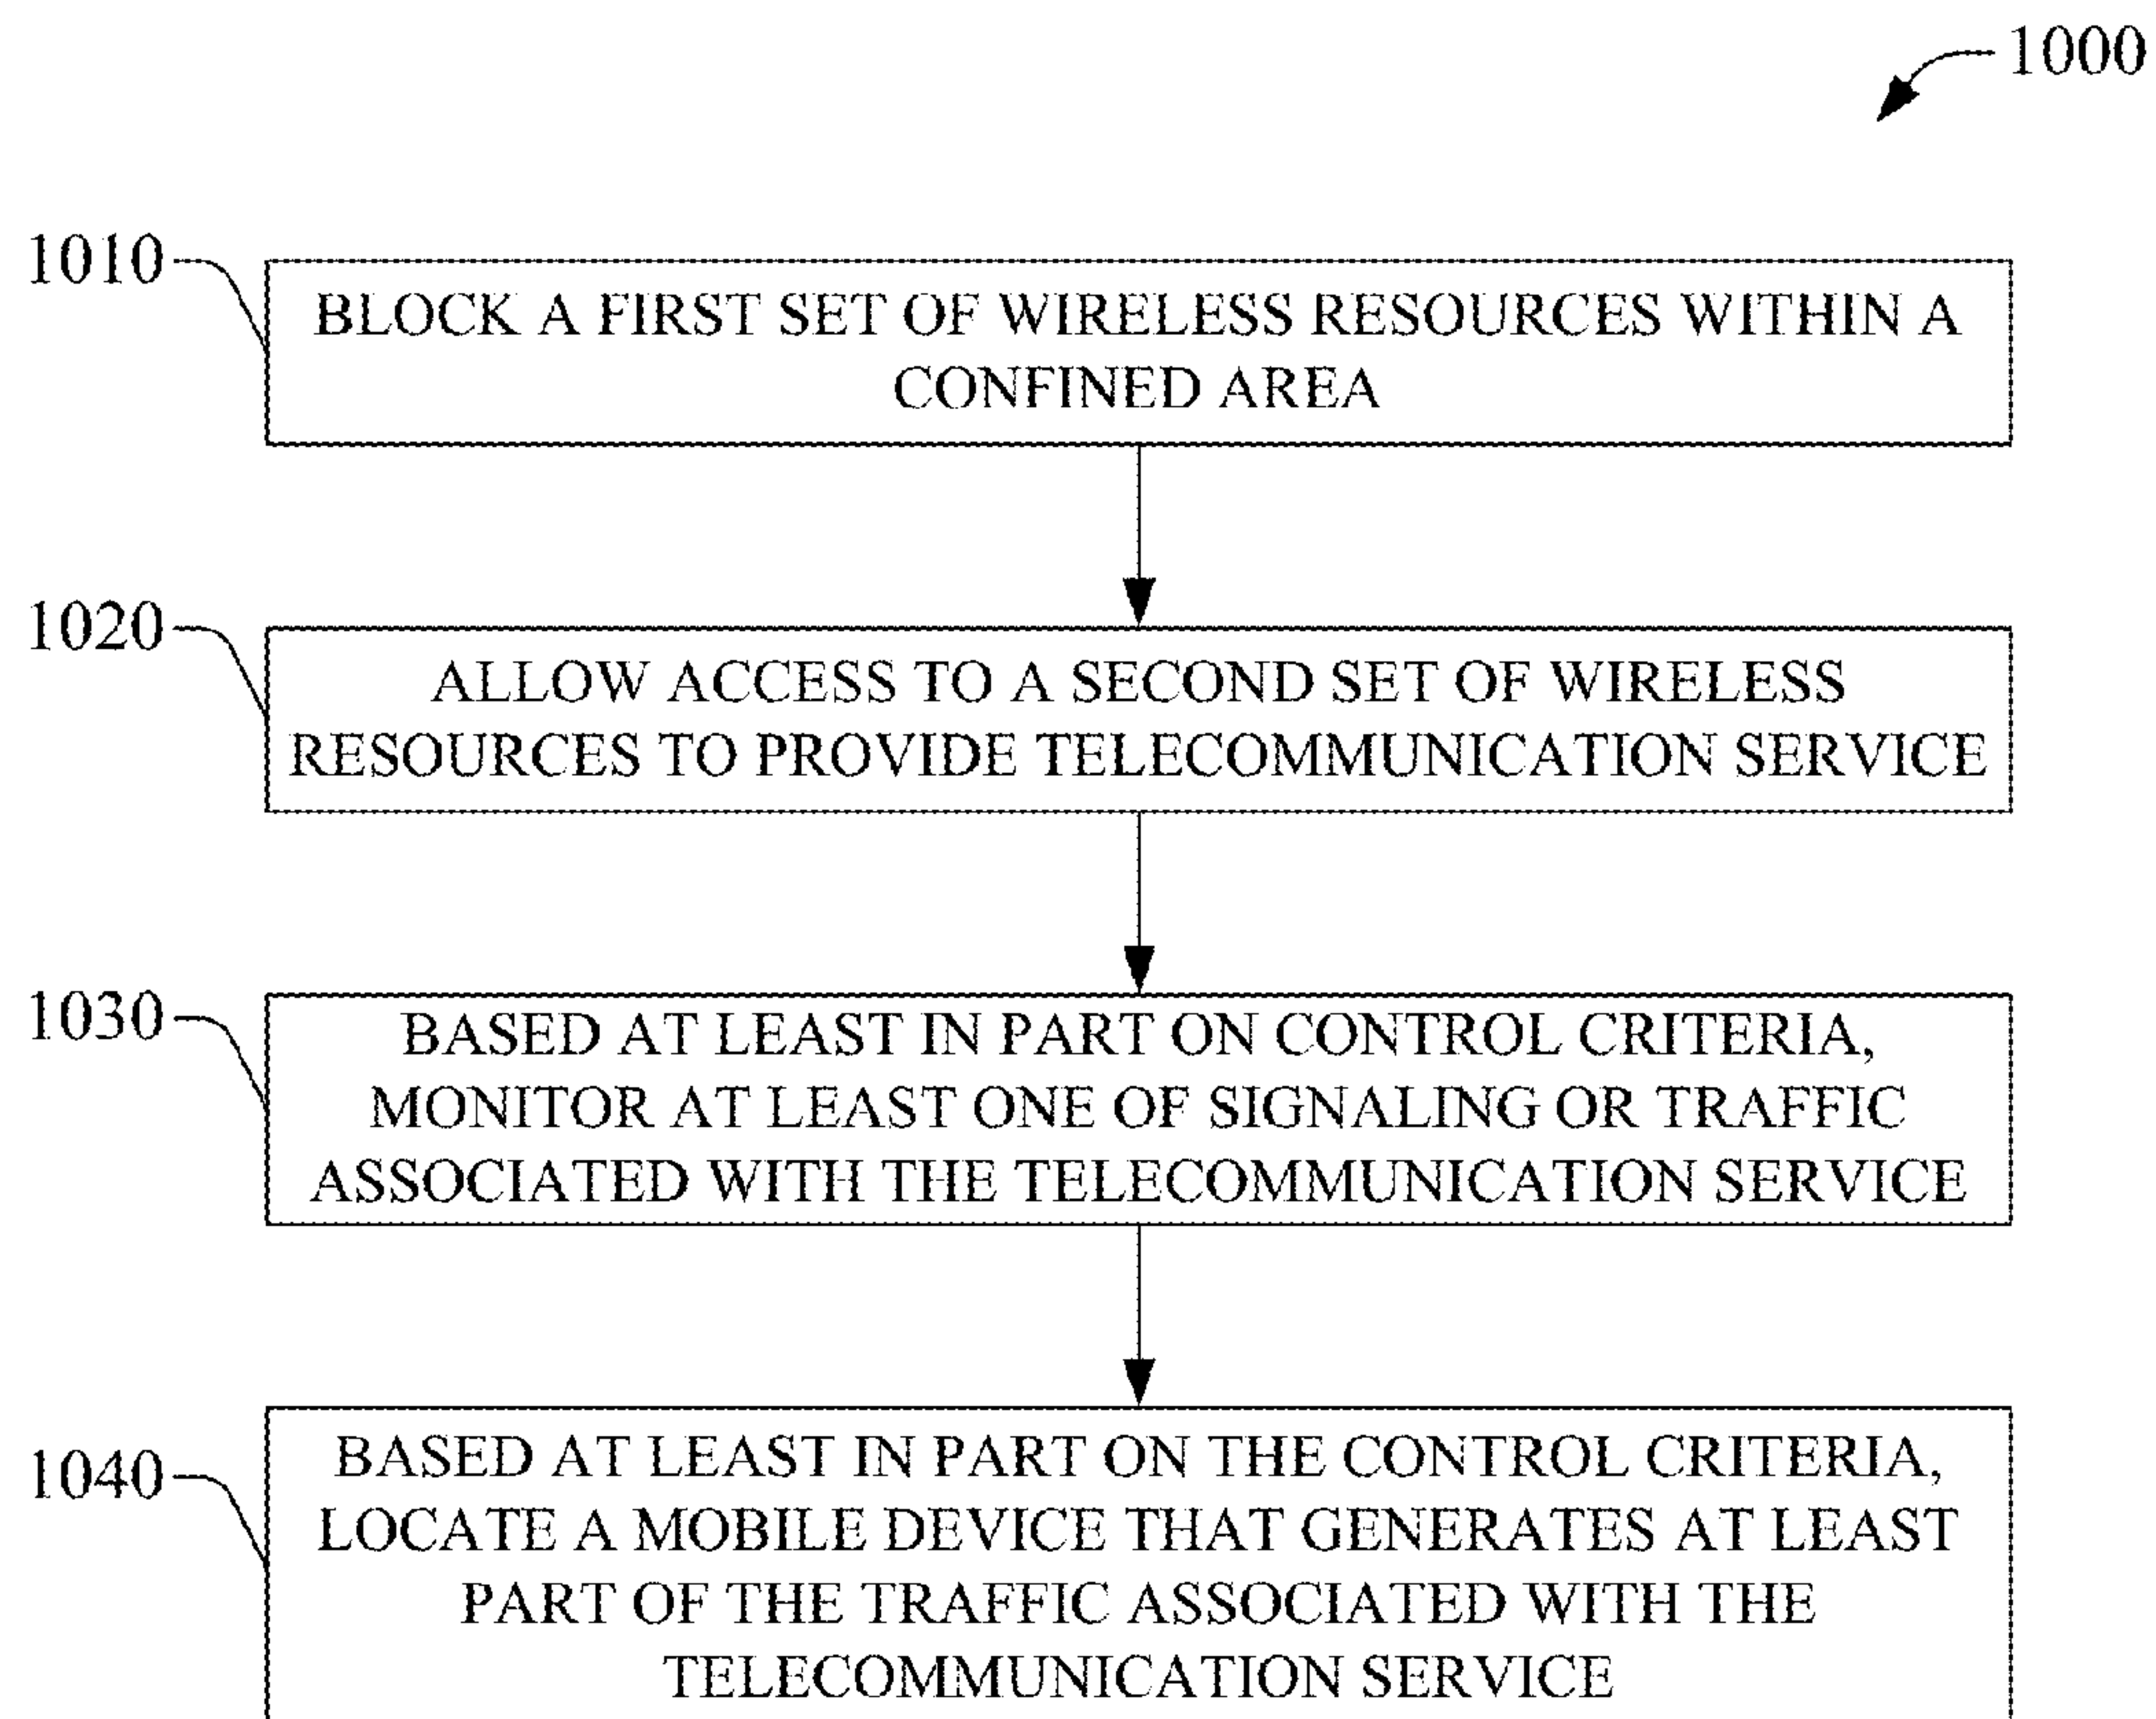 1000
1010
BLOCK A FIRST SET OF WIRELESS RESOURCES WITHIN A
CONFINED AREA
1020
ALLOW ACCESS TO A SECOND SET OF WIRELESS
RESOURCES TO PROVIDE TELECOMMUNICATION SERVICE
1030
BASED AT LEAST IN PART ON CONTROL CRITERIA,
MONITOR AT LEAST ONE OF SIGNALING OR TRAFFIC
ASSOCIATED WITH THE TELECOMMUNICATION SERVICE
1040
BASED AT LEAST IN PART ON THE CONTROL CRITERIA,
LOCATE A MOBILE DEVICE THAT GENERATES AT LEAST
PART OF THE TRAFFIC ASSOCIATED WITH THE
TELECOMMUNICATION SERVICE